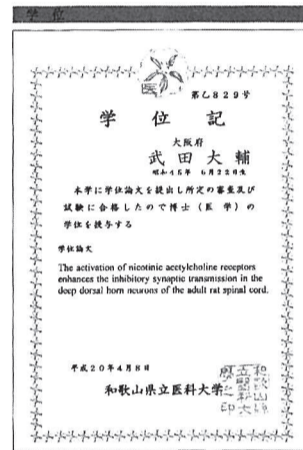 学 位
医
第乙829号
学 位 記
大阪府
武 田 大 輔
昭和45年 6月22日生
本学に学位論文を提出し所定の審査及び
試験に合格したので博士（医 学）の
学位を授与する
学位論文
The activation of nicotinic acetylcholine receptors
enhances the inhibitory synaptic transmission in the
deep dorsal horn neurons of the adult rat spinal cord.
平成20年4月8日
和歌山県立医科大学